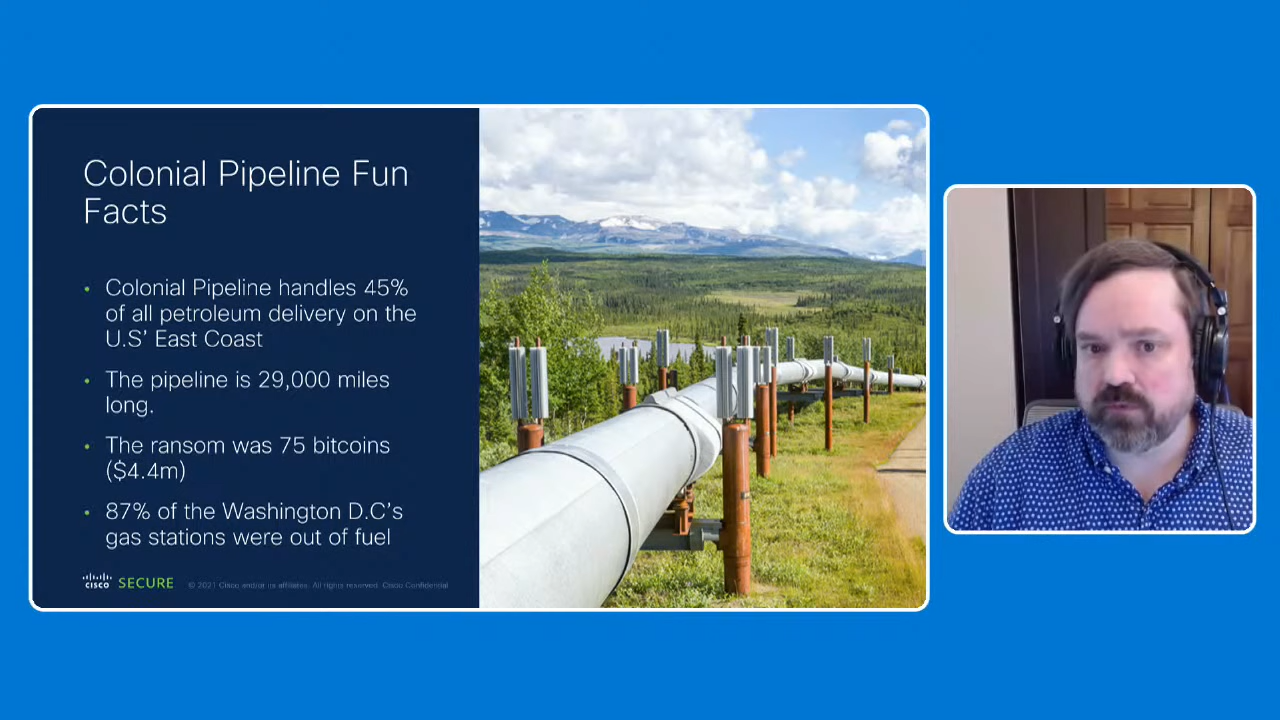 Colonial Pipeline Fun
Facts
• Colonial Pipeline handles 45%
of all petroleum delivery on the
U.S' East Coast
• The pipeline is 29,000 miles
long.
• The ransom was 75 bitcoins
($4.4m)
• 87% of the Washington D.C's
gas stations were out of fuel
CISCO SECURE © 2021 Cisco and/or its affiliates. All rights reserved. Cisco Confidential